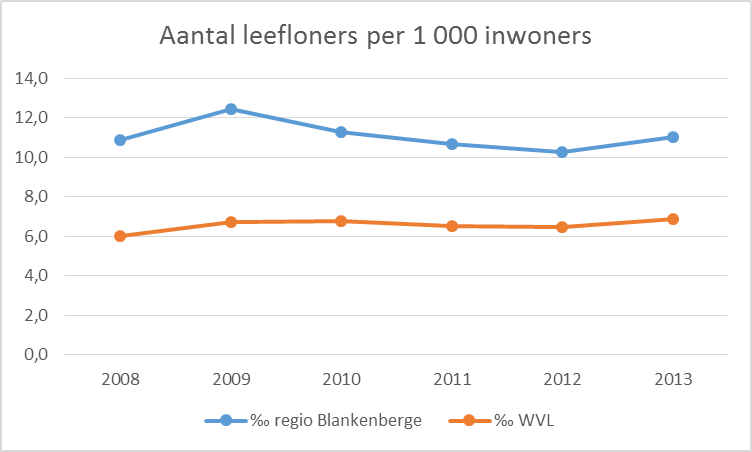 Aantal leefloners per 1 000 inwoners
14,0
12,0
10,0
8,0
6,0
4,0
2,0
0,0
2008 2009 2010 2011 2012 2013
‰ regio Blankenberge ‰ WVL